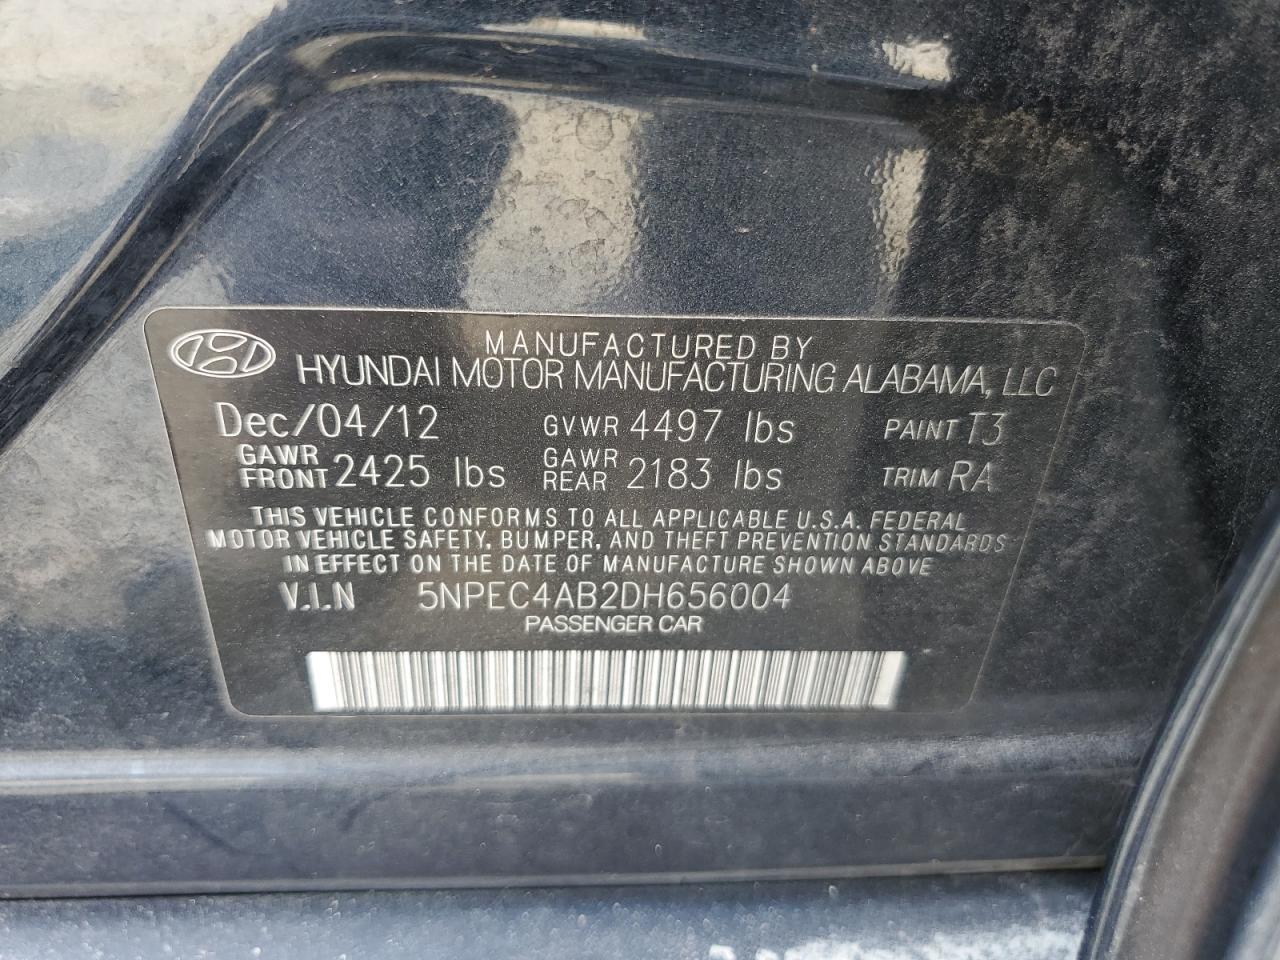 MANUFACTURED BY
HYUNDAI MOTOR MANUFACTURING ALABAMA, LLC
Dec/04/12 GVWR 4497 lbs PAINT T3
GAWR FRONT 2425 lbs GAWR REAR 2183 lbs TRIM RA
THIS VEHICLE CONFORMS TO ALL APPLICABLE U.S.A. FEDERAL
MOTOR VEHICLE SAFETY, BUMPER, AND THEFT PREVENTION STANDARDS
IN EFFECT ON THE DATE OF MANUFACTURE SHOWN ABOVE
V.I.N 5NPEC4AB2DH656004
PASSENGER CAR